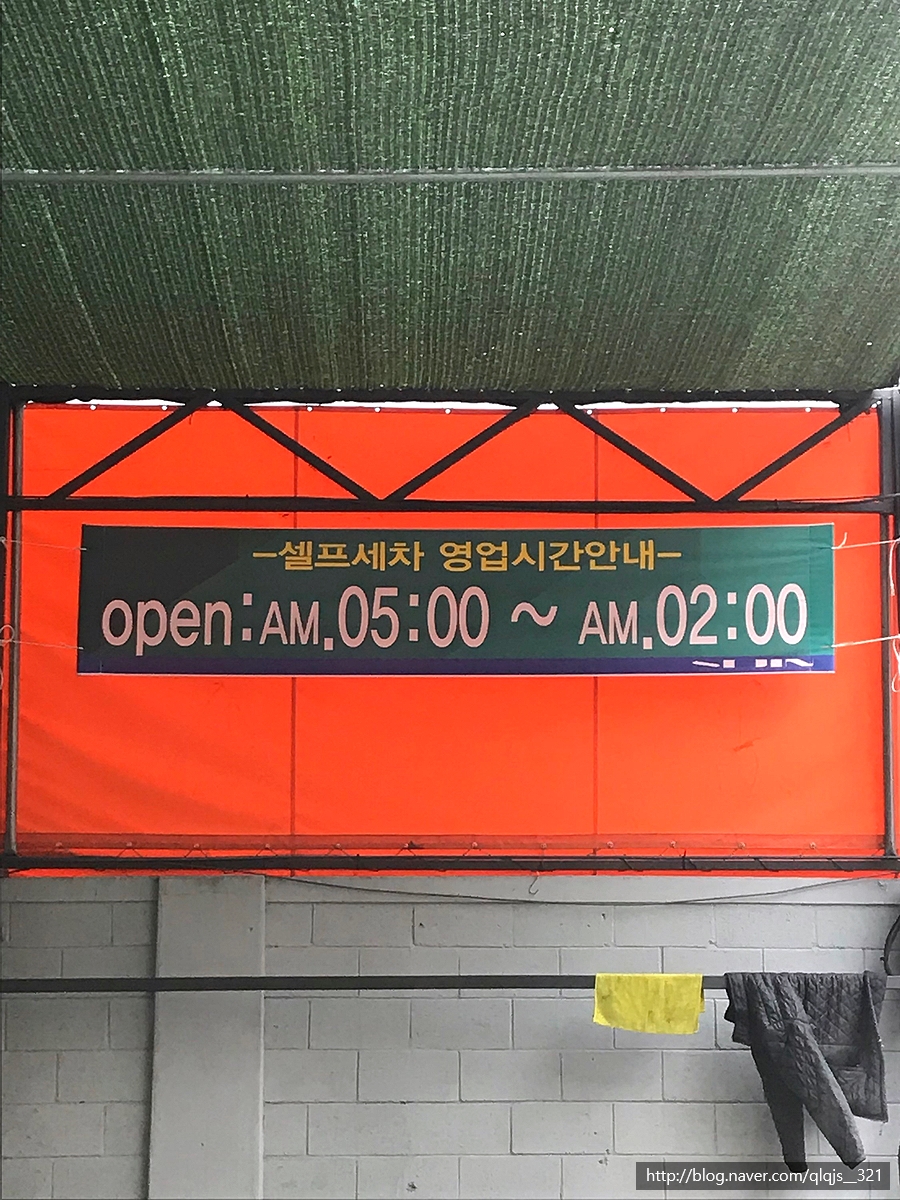 -셀프세차 영업시간안내-
open:AM.05:00 ~ AM.02:00
http://blog.naver.com/qlqjs__321